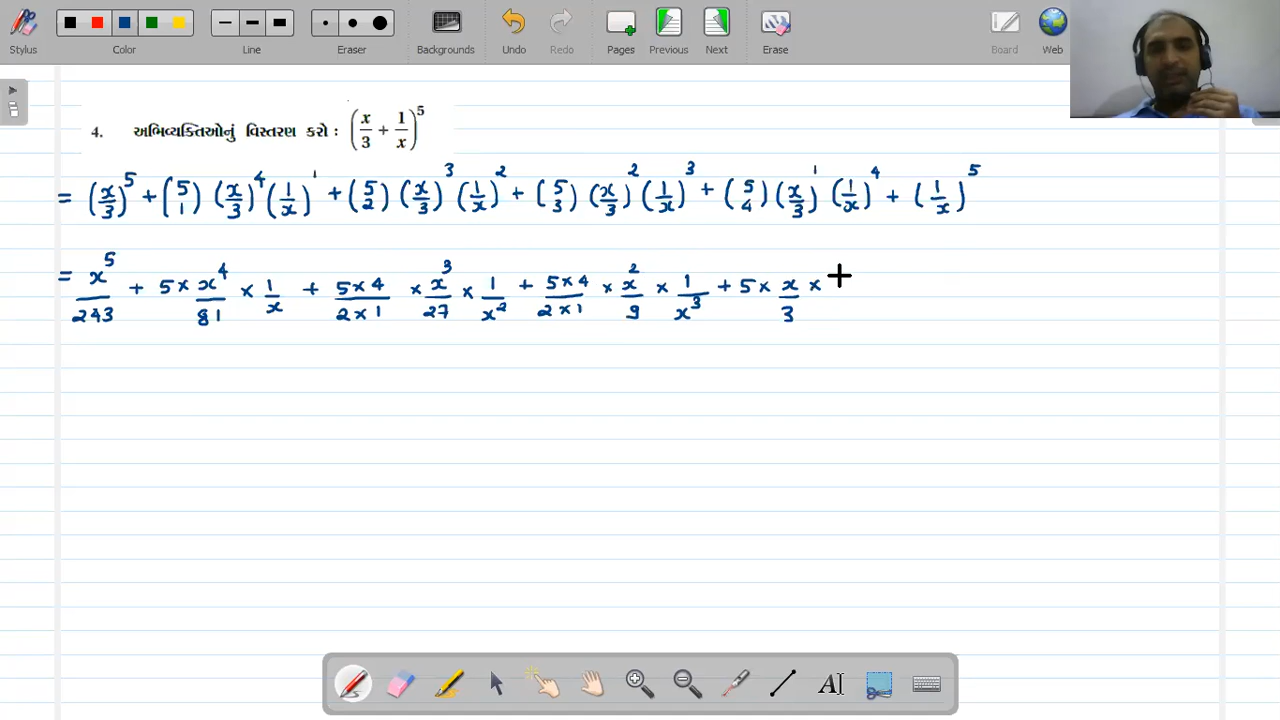 Stylus Color Line Eraser Backgrounds Undo Redo Pages Previous Next Erase Board Web
4. અભિવ્યક્તિઓનું વિસ્તરણ કરો : (x/3 + 1/x)^5
= (x/3)^5 + (5 1) (x/3)^4 (1/x)^1 + (5 2) (x/3)^3 (1/x)^2 + (5 3) (x/3)^2 (1/x)^3 + (5 4) (x/3)^1 (1/x)^4 + (1/x)^5
= x^5/243 + 5 × x^4/81 × 1/x + 5×4/2×1 × x^3/27 × 1/x^2 + 5×4/2×1 × x^2/9 × 1/x^3 + 5 × x/3 ×